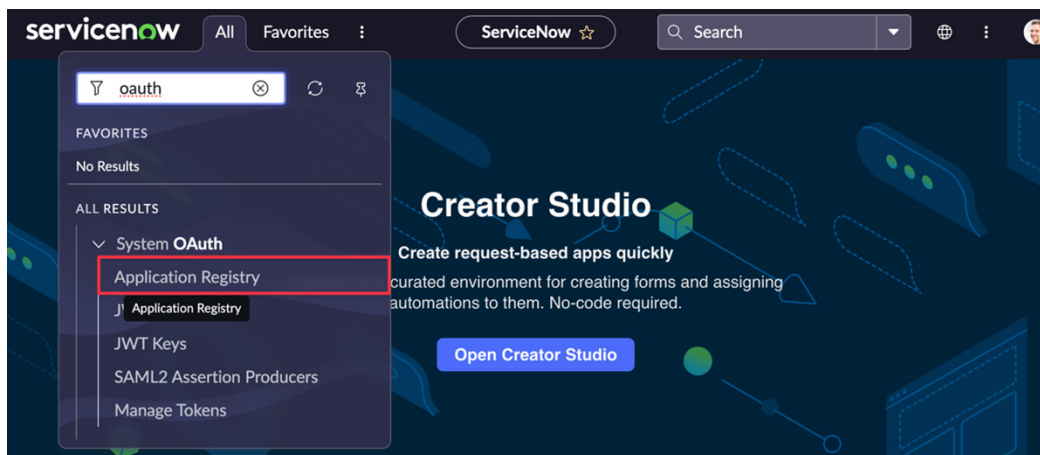 servicenow
All
Favorites
ServiceNow
Search
oauth
FAVORITES
No Results
ALL RESULTS
System OAuth
Application Registry
J
Application Registry
JWT Keys
SAML2 Assertion Producers
Manage Tokens
Creator Studio
Create request-based apps quickly
curated environment for creating forms and assigning
automations to them. No-code required.
Open Creator Studio